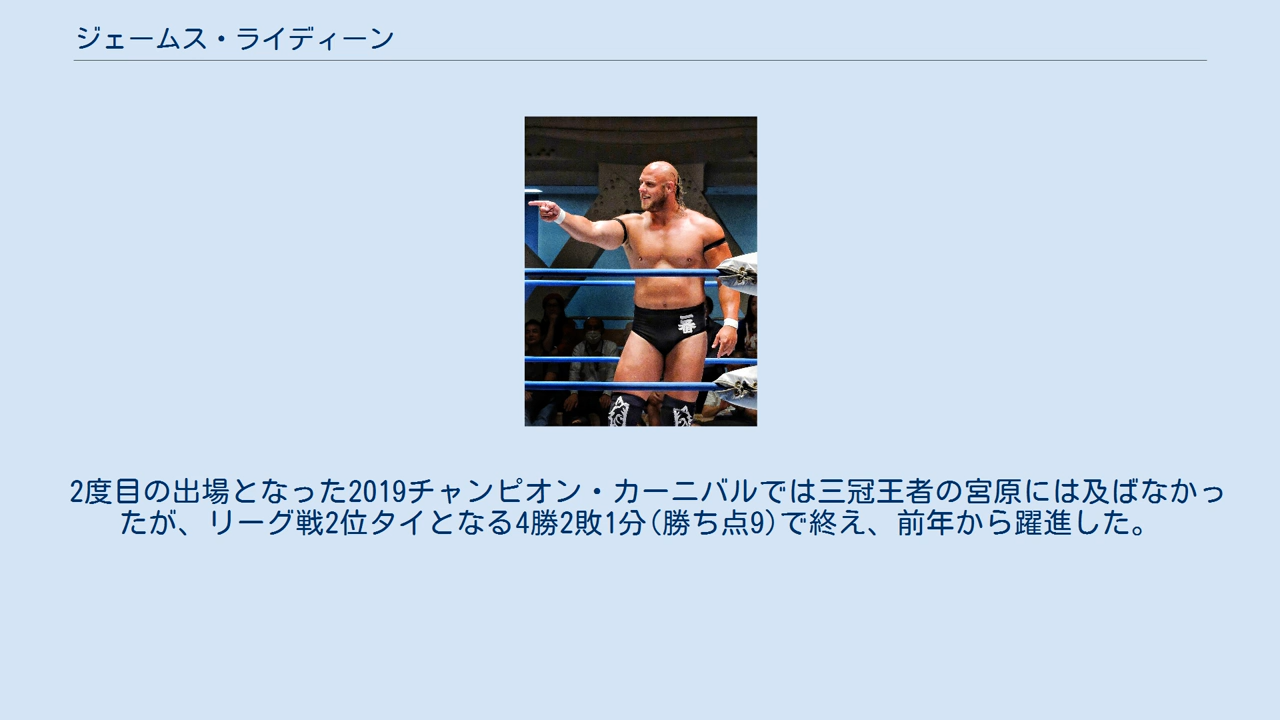 ジェームス・ライディーン
2度目の出場となった2019チャンピオン・カーニバルでは三冠王者の宮原には及ばなかっ
たが、リーグ戦2位タイとなる4勝2敗1分(勝ち点9)で終え、前年から躍進した。